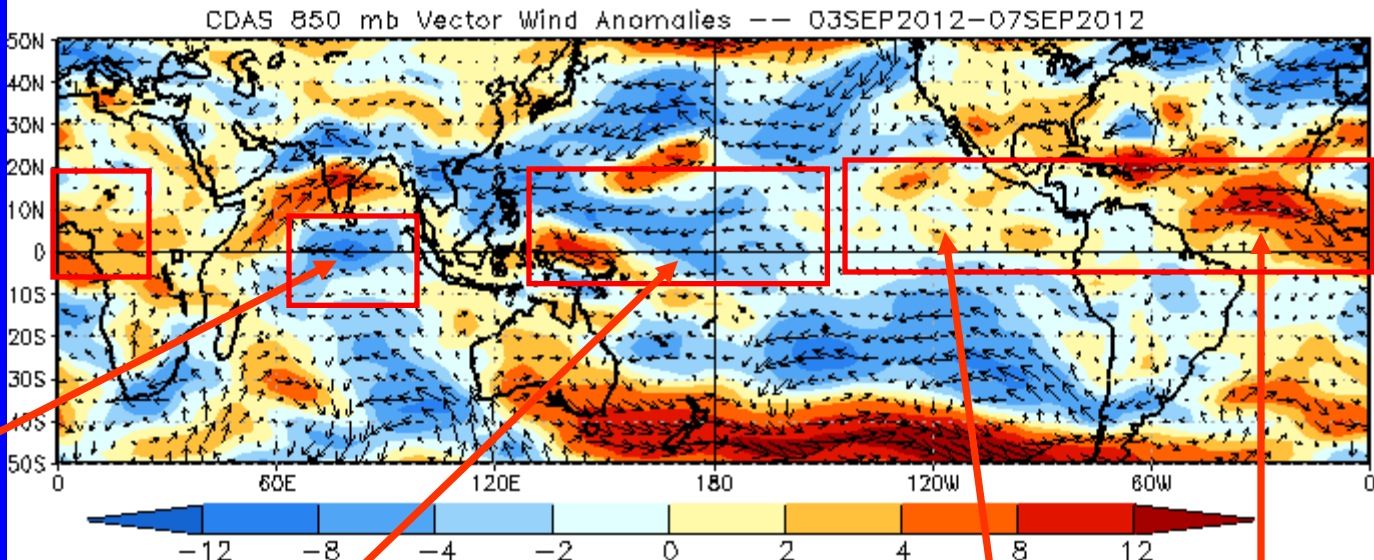 CDAS 850 mb Vector Wind Anomalies -- 03SEP2012-07SEP2012
50N
40N
30N
20N
10N
0
10S
20S
30S
40S
50S
0 60E 120E 180 120W 60W 0
-12 -8 -4 -2 0 2 4 8 12